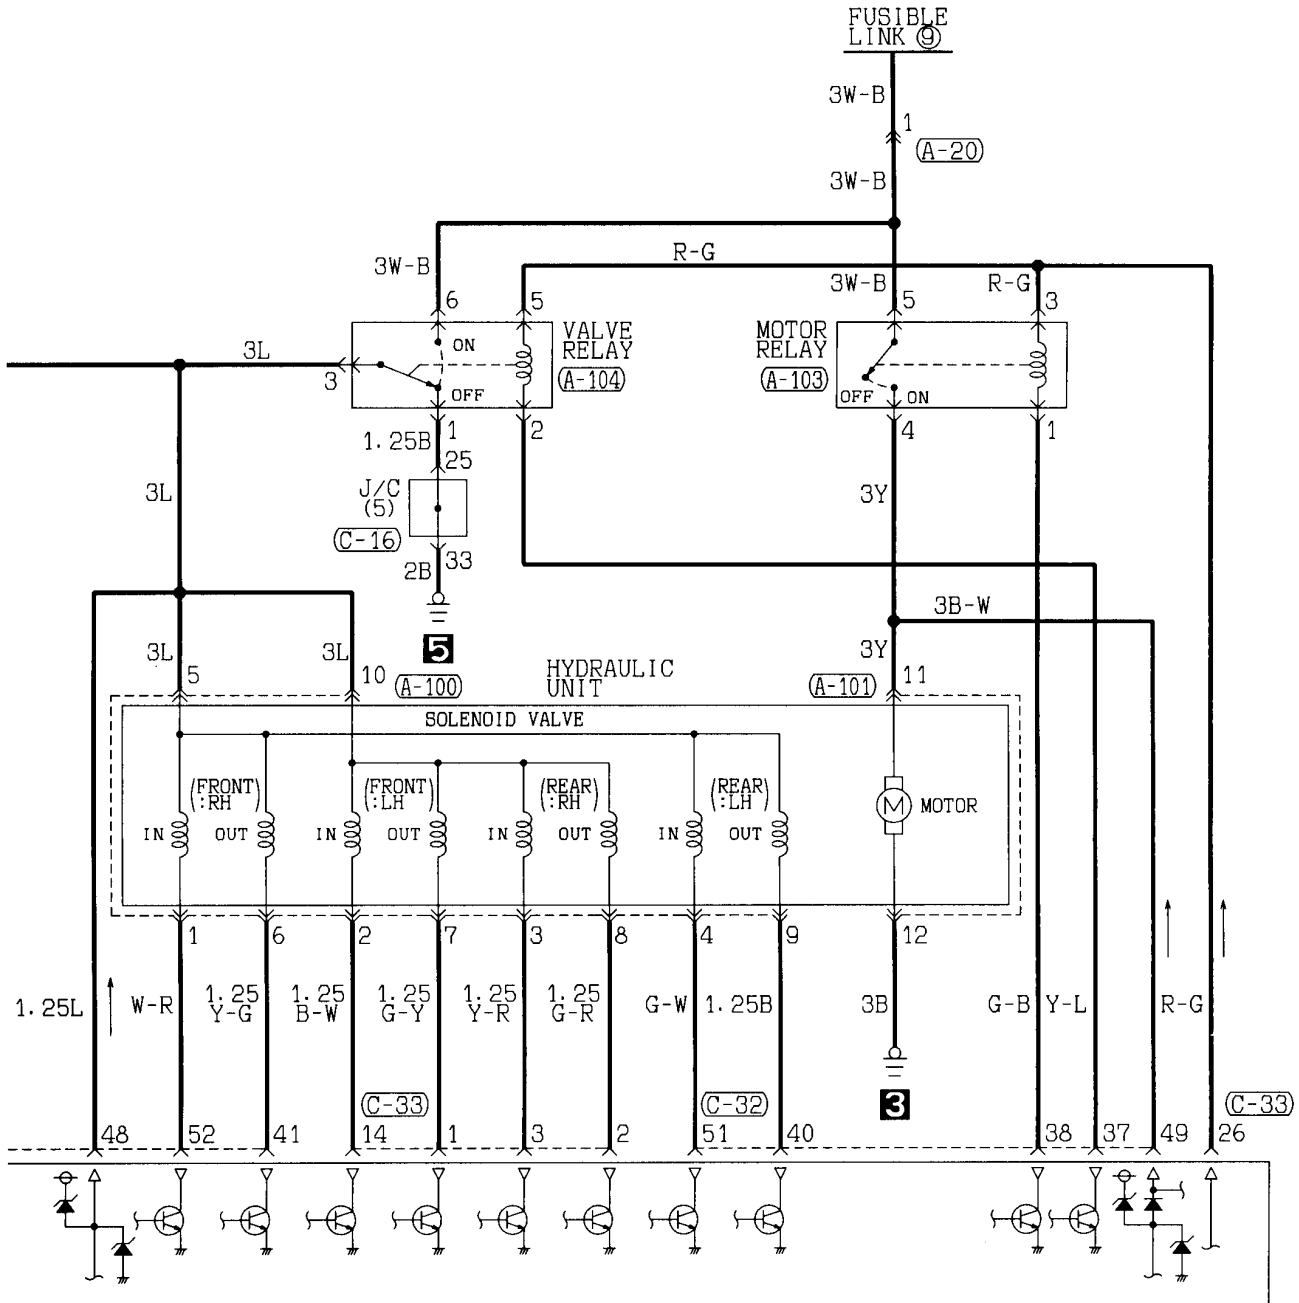 FUSIBLE
LINK ⑨
3W-B
1
A-20
3W-B
R-G
3W-B
3W-B
R-G
6
5
5
3
VALVE
RELAY
A-104
ON
OFF
3L
3
MOTOR
RELAY
A-103
OFF
ON
1
2
4
1
1.25B
25
J/C
(5)
C-16
33
2B
5
3L
3Y
3B-W
3L
3L
3Y
5
10
A-100
HYDRAULIC
UNIT
A-101
11
SOLENOID VALVE
(FRONT
:RH)
(FRONT
:LH)
(REAR
:RH)
(REAR
:LH)
IN
OUT
IN
OUT
IN
OUT
IN
OUT
M
MOTOR
1
6
2
7
3
8
4
9
12
1.25L
W-R
1.25
Y-G
1.25
B-W
1.25
G-Y
1.25
Y-R
1.25
G-R
G-W
1.25B
3B
G-B
Y-L
R-G
3
C-33
C-32
C-33
48
52
41
14
1
3
2
51
40
38
37
49
26